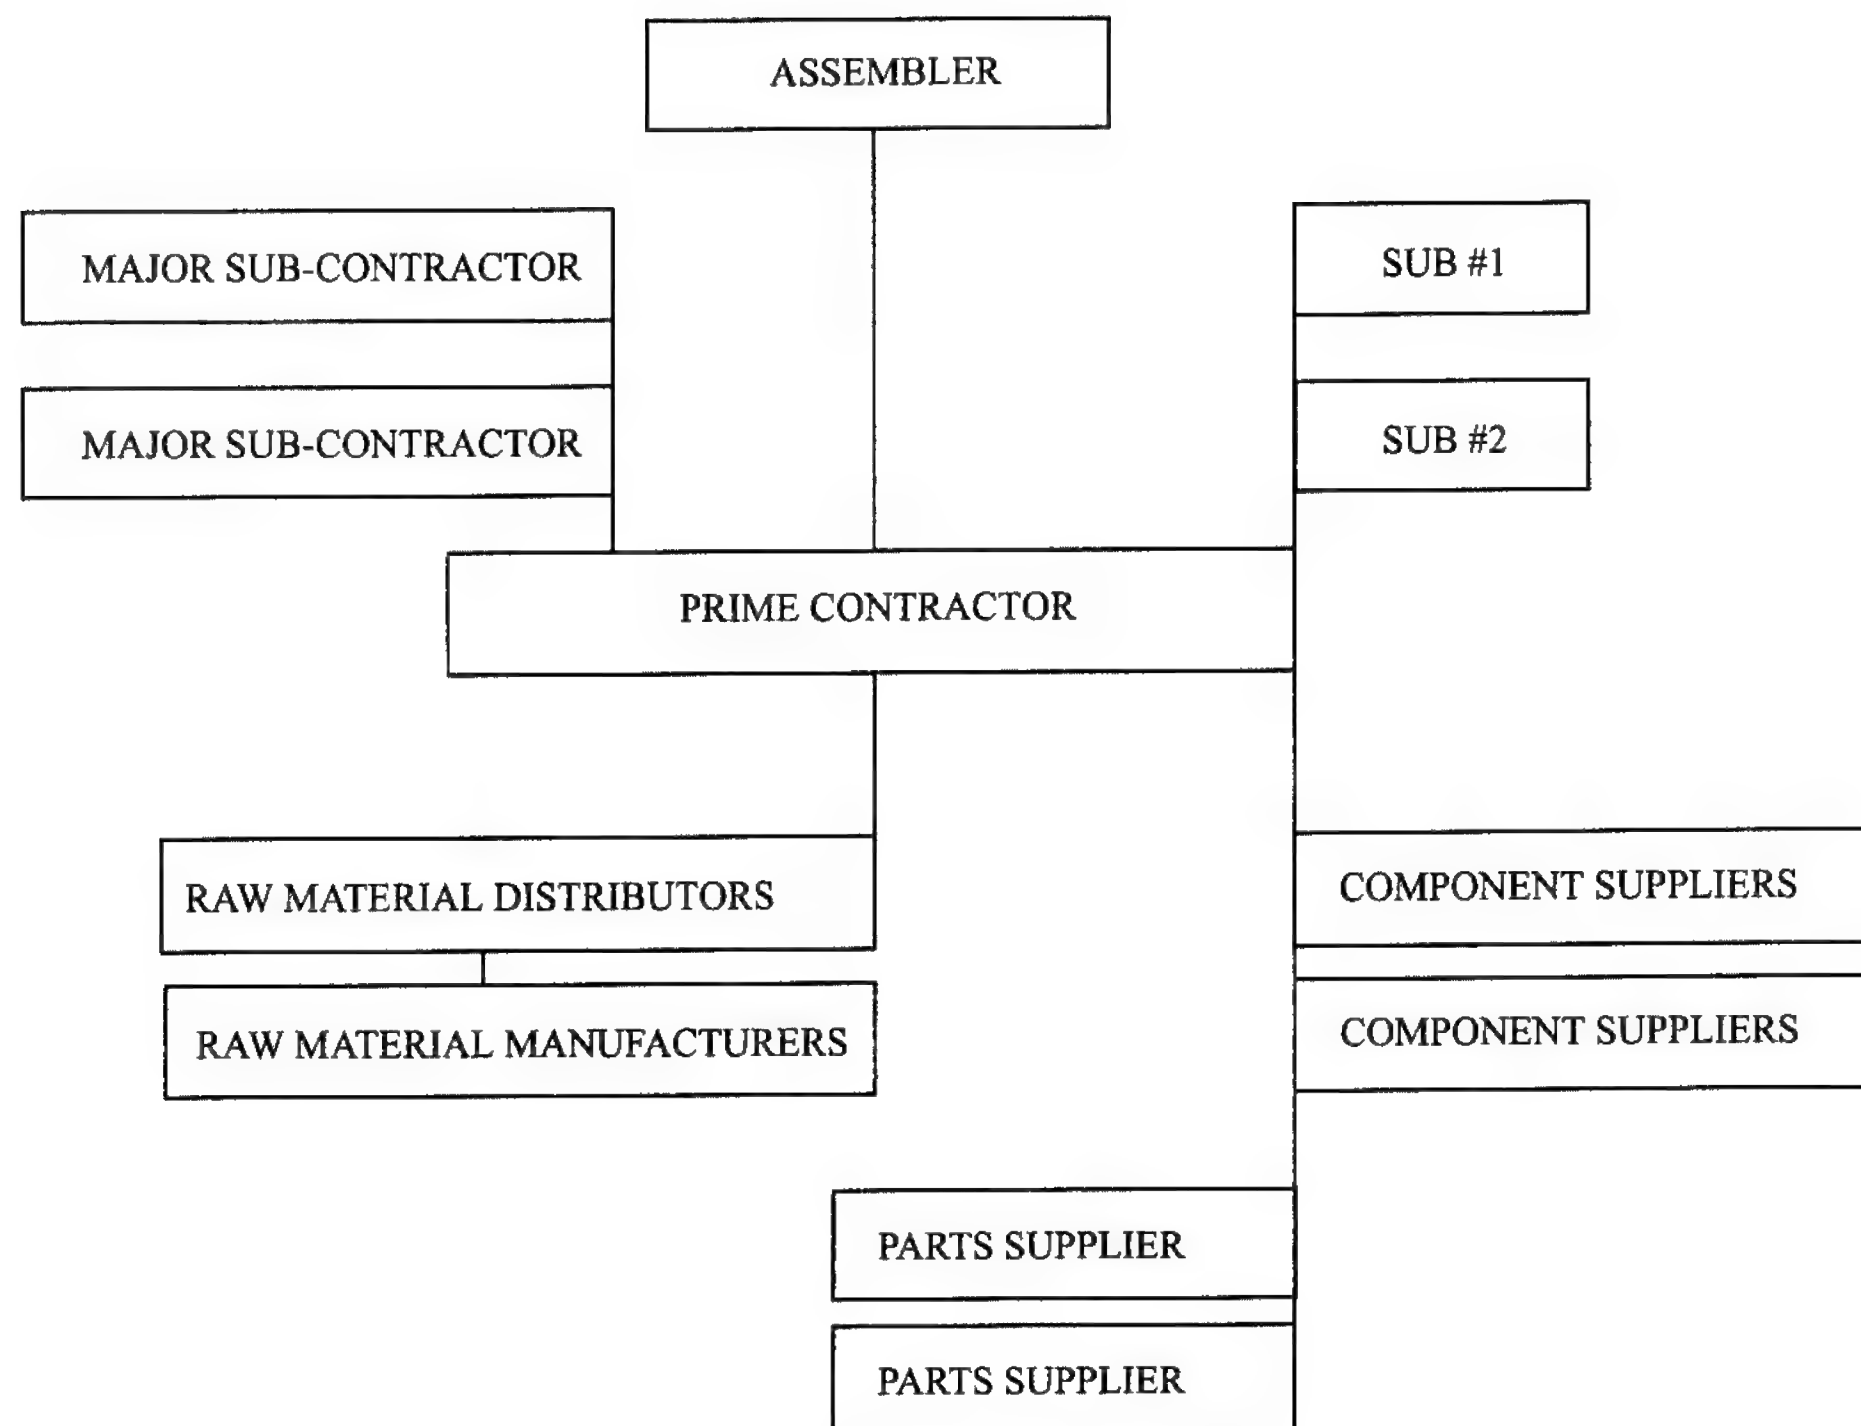 ASSEMBLER
MAJOR SUB-CONTRACTOR
SUB #1
MAJOR SUB-CONTRACTOR
SUB #2
PRIME CONTRACTOR
RAW MATERIAL DISTRIBUTORS
COMPONENT SUPPLIERS
RAW MATERIAL MANUFACTURERS
COMPONENT SUPPLIERS
PARTS SUPPLIER
PARTS SUPPLIER